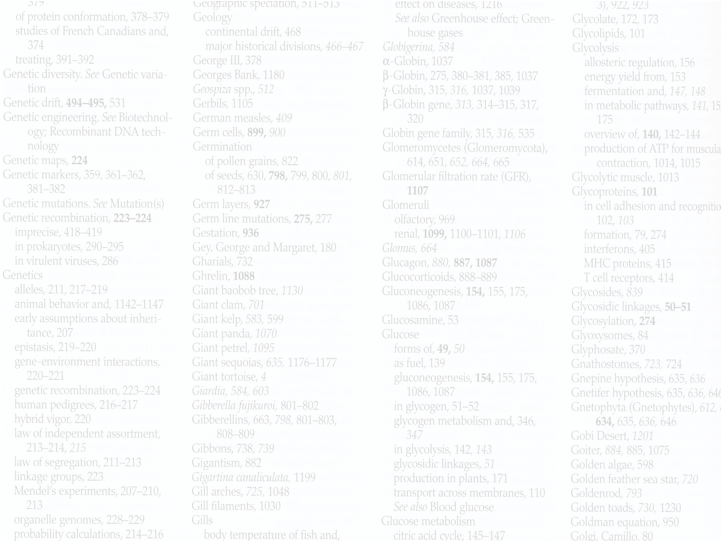 379
of protein conformation, 378–379
studies of French Canadians and,
374
treating, 391–392
Genetic diversity. See Genetic varia-
tion
Genetic drift, 494–495, 531
Genetic engineering. See Biotechnol-
ogy; Recombinant DNA tech-
nology
Genetic maps, 224
Genetic markers, 359, 361–362,
381–382
Genetic mutations. See Mutation(s)
Genetic recombination, 223–224
imprecise, 418–419
in prokaryotes, 290–295
in virulent viruses, 286
Genetics
alleles, 211, 217–219
animal behavior and, 1142–1147
early assumptions about inheri-
tance, 207
epistasis, 219–220
gene-environment interactions,
220–221
genetic recombination, 223–224
human pedigrees, 216–217
hybrid vigor, 220
law of independent assortment,
213–214, 215
law of segregation, 211–213
linkage groups, 223
Mendel's experiments, 207–210,
213
organelle genomes, 228–229
probability calculations, 214–216
Geographic speciation, 511–513
Geology
continental drift, 468
major historical divisions, 466–467
George III, 378
Georges Bank, 1180
Geospiza spp., 512
Gerbils, 1105
German measles, 409
Germ cells, 899, 900
Germination
of pollen grains, 822
of seeds, 630, 798, 799, 800, 801,
812–813
Germ layers, 927
Germ line mutations, 275, 277
Gestation, 936
Gey, George and Margaret, 180
Gharials, 732
Ghrelin, 1088
Giant baobob tree, 1130
Giant clam, 701
Giant kelp, 583, 599
Giant panda, 1070
Giant petrel, 1095
Giant sequoias, 635, 1176–1177
Giant tortoise, 4
Giardia, 584, 603
Gibberella fujikuroi, 801–802
Gibberellins, 663, 798, 801–803,
808–809
Gibbons, 738, 739
Gigantism, 882
Gigartina canaliculata, 1199
Gill arches, 725, 1048
Gill filaments, 1030
Gills
body temperature of fish and,
effect on diseases, 1216
See also Greenhouse effect; Green-
house gases
Globigerina, 584
α-Globin, 1037
β-Globin, 275, 380–381, 385, 1037
γ-Globin, 315, 316, 1037, 1039
β-Globin gene, 313, 314–315, 317,
320
Globin gene family, 315, 316, 535
Glomeromycetes (Glomeromycota),
614, 651, 652, 664, 665
Glomerular filtration rate (GFR),
1107
Glomeruli
olfactory, 969
renal, 1099, 1100–1101, 1106
Glomus, 664
Glucagon, 880, 887, 1087
Glucocorticoids, 888–889
Gluconeogenesis, 154, 155, 175,
1086, 1087
Glucosamine, 53
Glucose
forms of, 49, 50
as fuel, 139
gluconeogenesis, 154, 155, 175,
1086, 1087
in glycogen, 51–52
glycogen metabolism and, 346,
347
in glycolysis, 142, 143
glycosidic linkages, 51
production in plants, 171
transport across membranes, 110
See also Blood glucose
Glucose metabolism
citric acid cycle, 145–147
3), 922, 923
Glycolate, 172, 173
Glycolipids, 101
Glycolysis
allosteric regulation, 156
energy yield from, 153
fermentation and, 147, 148
in metabolic pathways, 141,
175
overview of, 140, 142–144
production of ATP for muscula
contraction, 1014, 1015
Glycolytic muscle, 1013
Glycoproteins, 101
in cell adhesion and recognitio
102, 103
formation, 79, 274
interferons, 405
MHC proteins, 415
T cell receptors, 414
Glycosides, 839
Glycosidic linkages, 50–51
Glycosylation, 274
Glyoxysomes, 84
Glyphosate, 370
Gnathostomes, 723, 724
Gnepine hypothesis, 635, 636
Gnetifer hypothesis, 635, 636, 646
Gnetophyta (Gnetophytes), 612,
634, 635, 636, 646
Gobi Desert, 1201
Goiter, 884, 885, 1075
Golden algae, 598
Golden feather sea star, 720
Goldenrod, 793
Golden toads, 730, 1230
Goldman equation, 950
Golgi, Camillo, 80